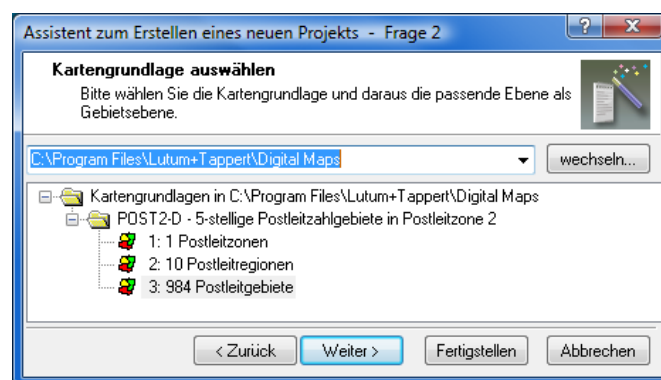 Assistent zum Erstellen eines neuen Projekts - Frage 2
? X
Kartengrundlage auswählen
Bitte wählen Sie die Kartengrundlage und daraus die passende Ebene als
Gebietsebene.
C:\Program Files\Lutum+Tappert\Digital Maps
wechseln...
Kartengrundlagen in C:\Program Files\Lutum+Tappert\Digital Maps
POST2-D - 5-stellige Postleitzahlgebiete in Postleitzone 2
1: 1 Postleitzonen
2: 10 Postleitregionen
3: 984 Postleitgebiete
< Zurück Weiter > Fertigstellen Abbrechen